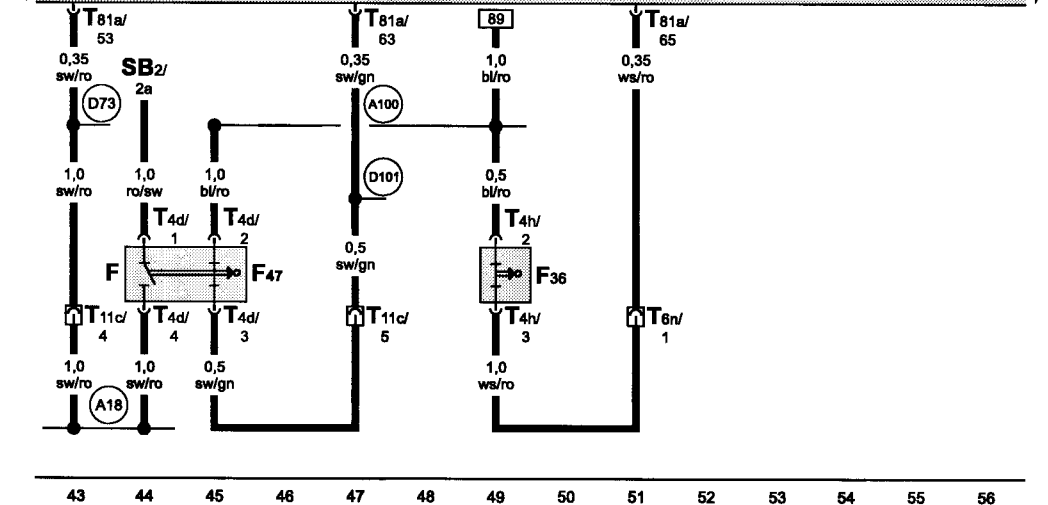 T81a/ T81a/ 89 T81a/
53 63 65
0,35 0,35 1,0 0,35
sw/ro SB2/ sw/gn bl/ro ws/ro
2a
D73 A100
D101
1,0 1,0 1,0 0,5
sw/ro ro/sw bl/ro bl/ro
T4d/ T4d/ T4h/
1 2 2
0,5
sw/gn
F F47 F36
T11c/ T4d/ T4d/ T11c/ T4h/ T6n/
4 4 3 5 3 1
1,0 1,0 0,5 1,0
sw/ro sw/ro sw/gn ws/ro
A18
43 44 45 46 47 48 49 50 51 52 53 54 55 56